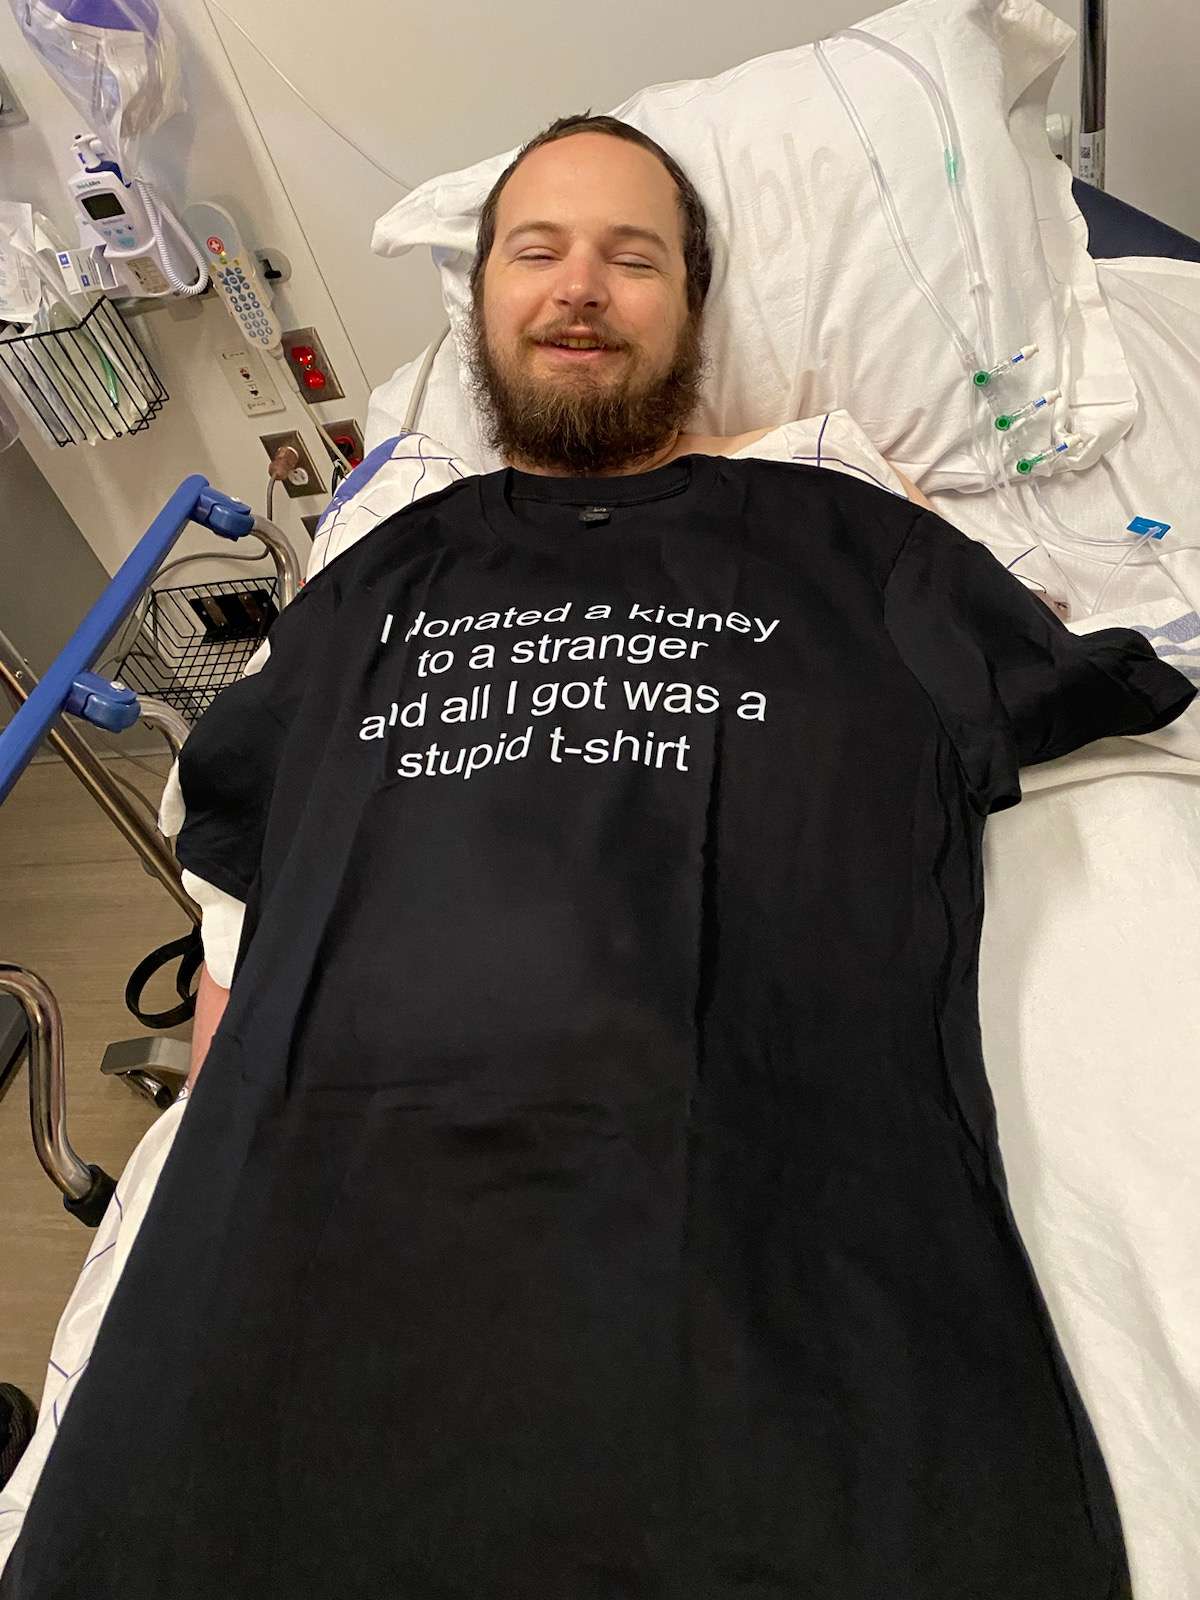 I donated a kidney
to a stranger
and all I got was a
stupid t-shirt